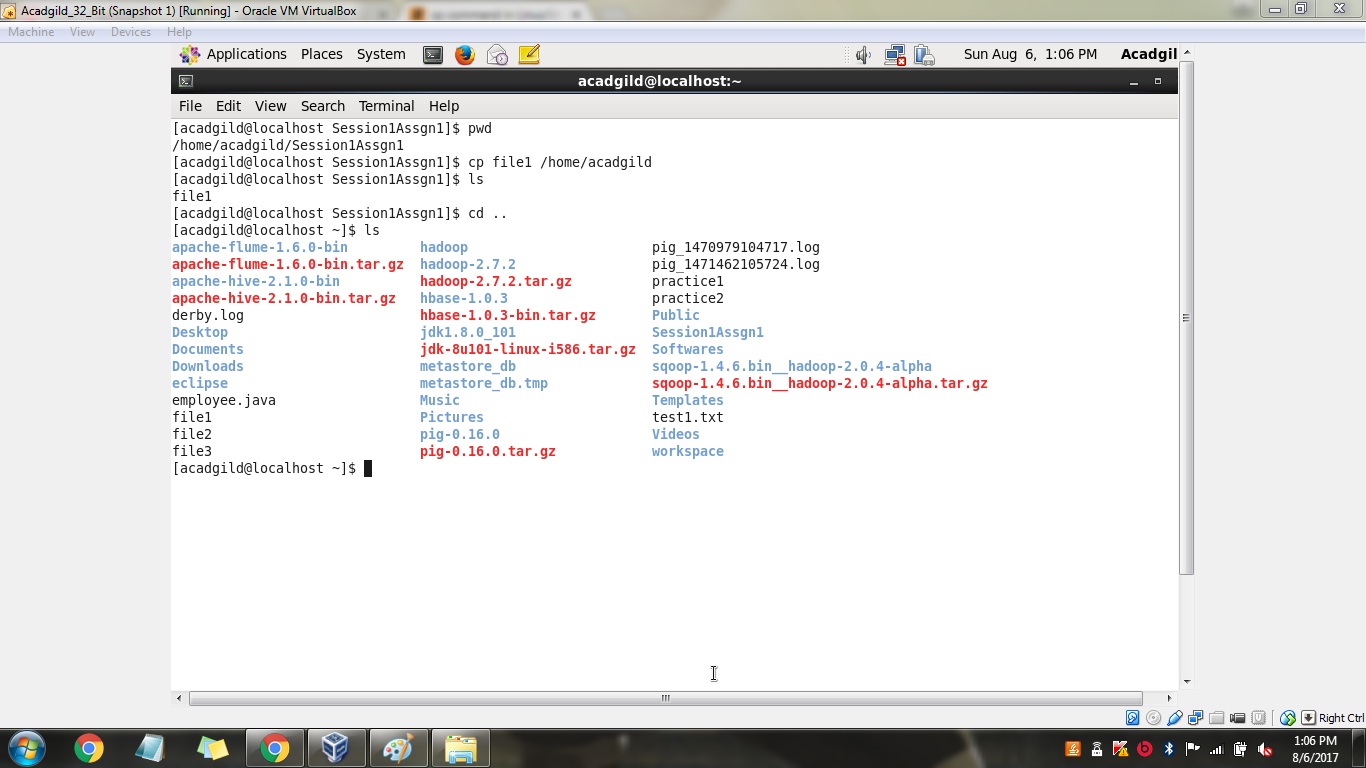 Acadgild_32_Bit (Snapshot 1) [Running] - Oracle VM VirtualBox
Machine View Devices Help
Applications Places System Sun Aug 6, 1:06 PM Acadgil
acadgild@localhost:~
File Edit View Search Terminal Help
[acadgild@localhost Session1Assgn1]$ pwd
/home/acadgild/Session1Assgn1
[acadgild@localhost Session1Assgn1]$ cp file1 /home/acadgild
[acadgild@localhost Session1Assgn1]$ ls
file1
[acadgild@localhost Session1Assgn1]$ cd ..
[acadgild@localhost ~]$ ls
apache-flume-1.6.0-bin hadoop pig_1470979104717.log
apache-flume-1.6.0-bin.tar.gz hadoop-2.7.2 pig_1471462105724.log
apache-hive-2.1.0-bin hadoop-2.7.2.tar.gz practice1
apache-hive-2.1.0-bin.tar.gz hbase-1.0.3 practice2
derby.log hbase-1.0.3-bin.tar.gz Public
Desktop jdk1.8.0_101 Session1Assgn1
Documents jdk-8u101-linux-i586.tar.gz Softwares
Downloads metastore_db sqoop-1.4.6.bin__hadoop-2.0.4-alpha
eclipse metastore_db.tmp sqoop-1.4.6.bin__hadoop-2.0.4-alpha.tar.gz
employee.java Music Templates
file1 Pictures test1.txt
file2 pig-0.16.0 Videos
file3 pig-0.16.0.tar.gz workspace
[acadgild@localhost ~]$
Right Ctrl
1:06 PM
8/6/2017